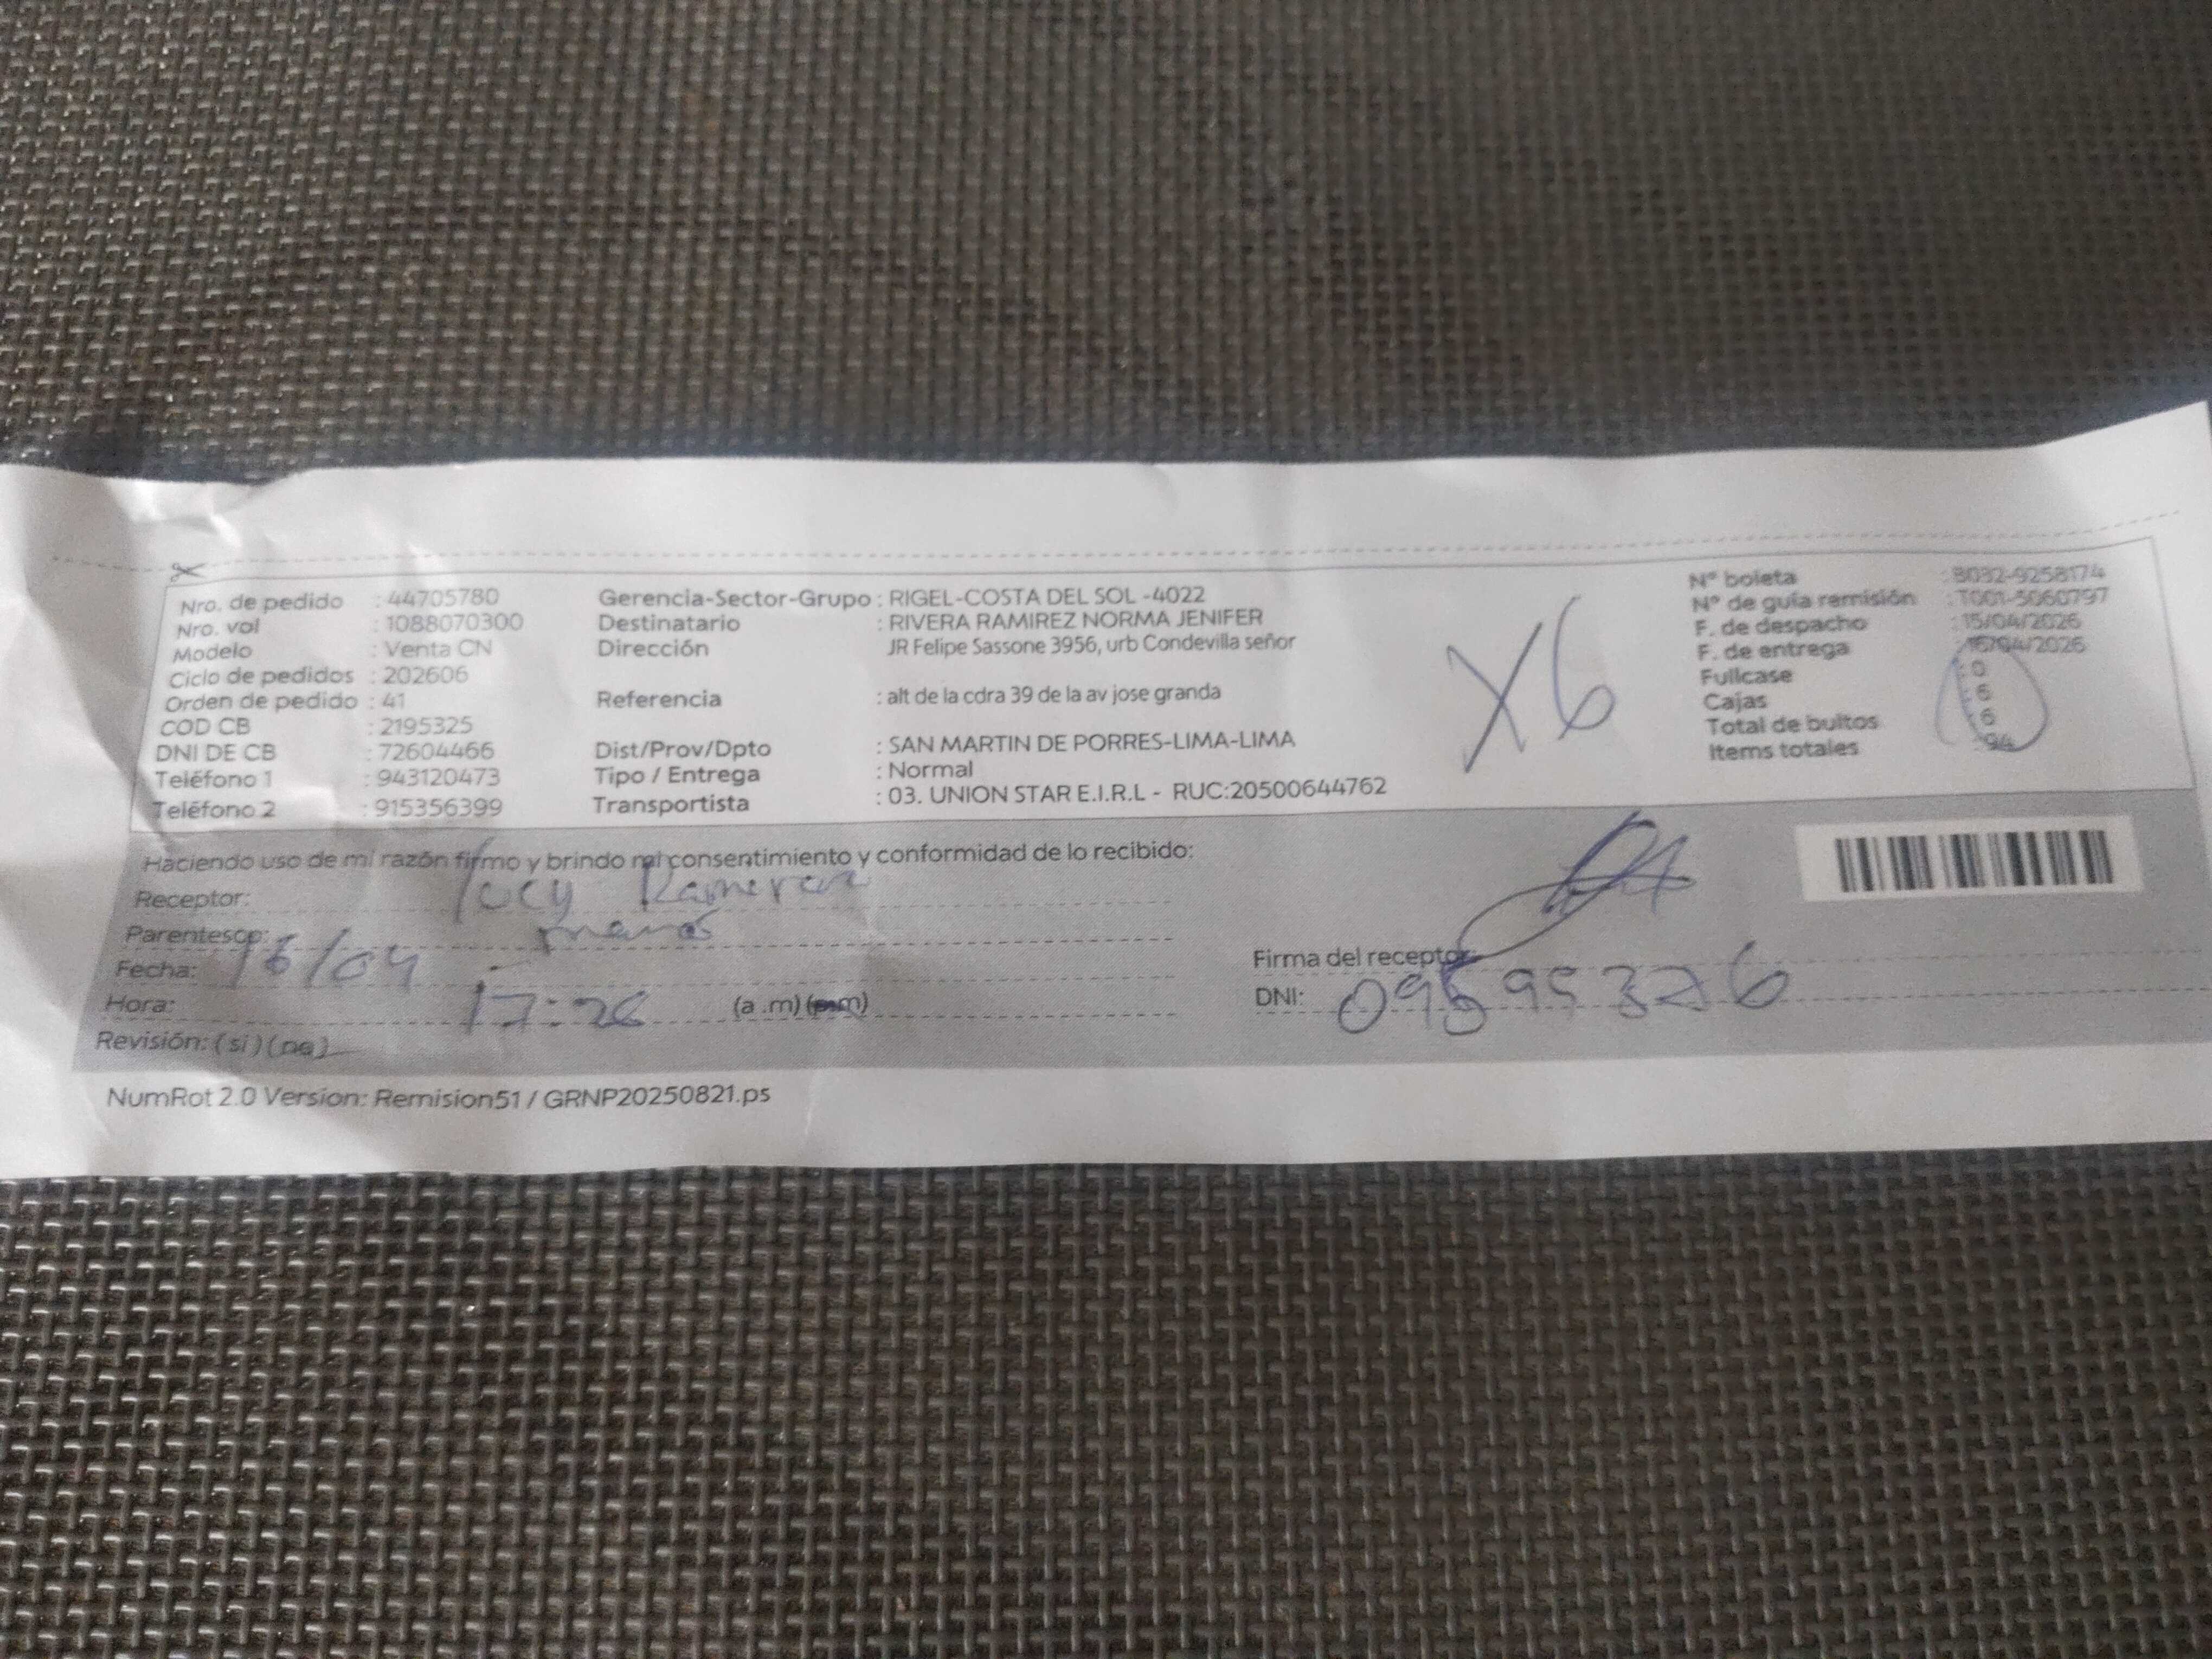 Nro. de pedido : 44705780
Nro. vol : 1088070300
Modelo : Venta CN
Ciclo de pedidos : 202606
Orden de pedido : 41
COD CB : 2195325
DNI DE CB : 72604466
Teléfono 1 : 943120473
Teléfono 2 : 915356399
Gerencia-Sector-Grupo : RIGEL-COSTA DEL SOL -4022
Destinatario : RIVERA RAMIREZ NORMA JENIFER
Dirección JR Felipe Sassone 3956, urb Condevilla señor
Referencia : alt de la cdra 39 de la av jose granda
Dist/Prov/Dpto : SAN MARTIN DE PORRES-LIMA-LIMA
Tipo / Entrega : Normal
Transportista : 03. UNION STAR E.I.R.L - RUC:20500644762
X6
N° boleta : B032-9258174
N° de guía remisión : T001-5060797
F. de despacho : 15/04/2026
F. de entrega : 16/04/2026
Fullcase : 0
Cajas : 6
Total de bultos : 6
Items totales : 94
Haciendo uso de mi razón firmo y brindo mi consentimiento y conformidad de lo recibido:
Receptor:
Parentesco:
Fecha: 16/04
Hora: 17:26 (a .m) (p.m)
Revisión: (si) (no)
Firma del receptor:
DNI:
NumRot 2.0 Version: Remision51 / GRNP20250821.ps